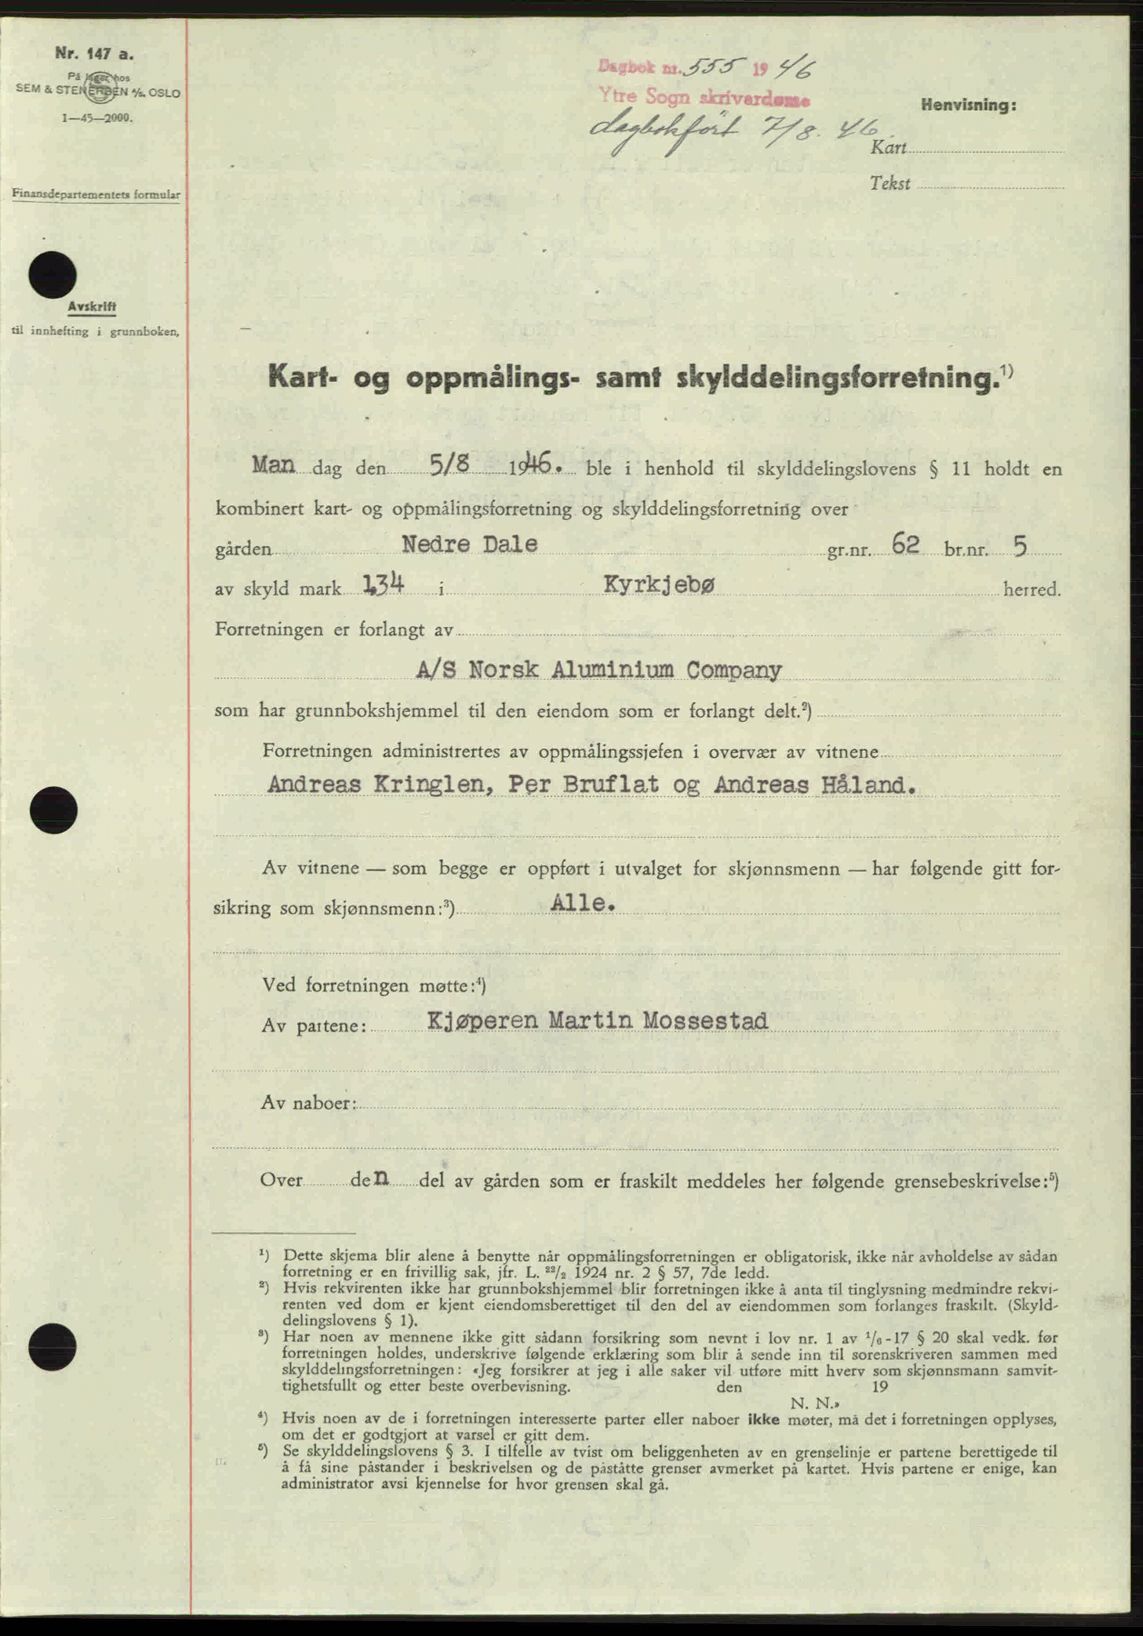 Nr. 147 a.
På lager hos
SEM & STENERSEN A/S. OSLO
1—45—2000.
Finansdepartementets formular
Avskrift
til innhefting i grunnboken.
Dagbok nr. 555 1946
Ytre Sogn skriverdøme
dagbokført 7/8. 46.
Henvisning:
Kart
Tekst
Kart- og oppmålings- samt skylddelingsforretning.¹)
Man dag den 5/8 1946. ble i henhold til skylddelingslovens § 11 holdt en
kombinert kart- og oppmålingsforretning og skylddelingsforretning over
gården Nedre Dale gr.nr. 62 br.nr. 5
av skyld mark 1,34 i Kyrkjebø herred.
Forretningen er forlangt av
A/S Norsk Aluminium Company
som har grunnbokshjemmel til den eiendom som er forlangt delt.²)
Forretningen administrertes av oppmålingssjefen i overvær av vitnene
Andreas Kringlen, Per Bruflat og Andreas Håland.
Av vitnene — som begge er oppført i utvalget for skjønnsmenn — har følgende gitt for-
sikring som skjønnsmenn:³) Alle.
Ved forretningen møtte:⁴)
Av partene: Kjøperen Martin Mossestad
Av naboer:
Over den del av gården som er fraskilt meddeles her følgende grensebeskrivelse:⁵)
¹) Dette skjema blir alene å benytte når oppmålingsforretningen er obligatorisk, ikke når avholdelse av sådan
forretning er en frivillig sak, jfr. L. ²²/₂ 1924 nr. 2 § 57, 7de ledd.
²) Hvis rekvirenten ikke har grunnbokshjemmel blir forretningen ikke å anta til tinglysning medmindre rekvi-
renten ved dom er kjent eiendomsberettiget til den del av eiendommen som forlanges fraskilt. (Skyld-
delingslovens § 1).
³) Har noen av mennene ikke gitt sådann forsikring som nevnt i lov nr. 1 av ¹/₆-17 § 20 skal vedk. før
forretningen holdes, underskrive følgende erklæring som blir å sende inn til sorenskriveren sammen med
skylddelingsforretningen: «Jeg forsikrer at jeg i alle saker vil utføre mitt hverv som skjønnsmann samvit-
tighetsfullt og etter beste overbevisning. den 19
N. N.»
⁴) Hvis noen av de i forretningen interesserte parter eller naboer ikke møter, må det i forretningen opplyses,
om det er godtgjort at varsel er gitt dem.
⁵) Se skylddelingslovens § 3. I tilfelle av tvist om beliggenheten av en grenselinje er partene berettigede til
å få sine påstander i beskrivelsen og de påståtte grenser avmerket på kartet. Hvis partene er enige, kan
administrator avsi kjennelse for hvor grensen skal gå.